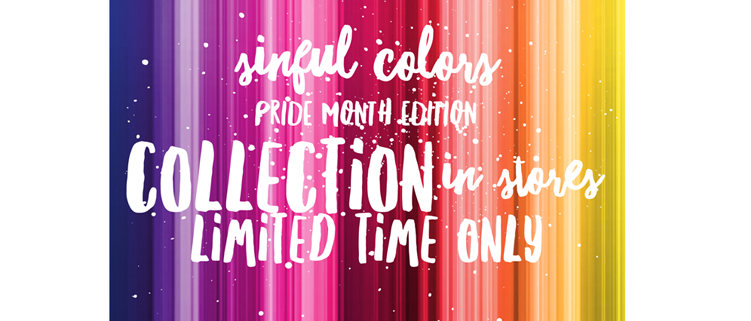 sinful colors
PRIDE MONTH EDITION
COLLECTiON in stores
LiMiTED TiME ONLY